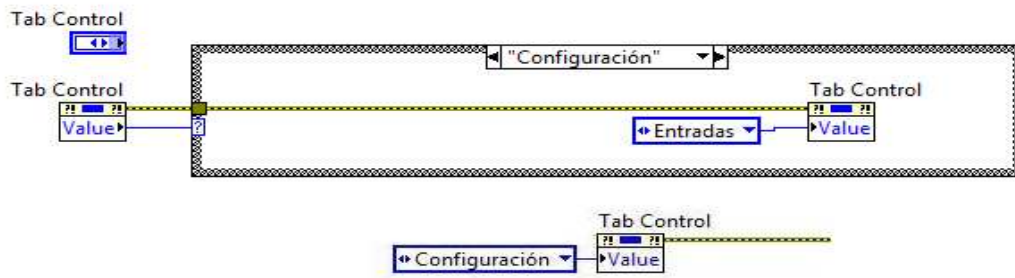 Tab Control
"Configuración"
Tab Control
?! ?!
Value
?
Tab Control
?! ?!
Entradas
Value
Tab Control
?! ?!
Configuración
Value